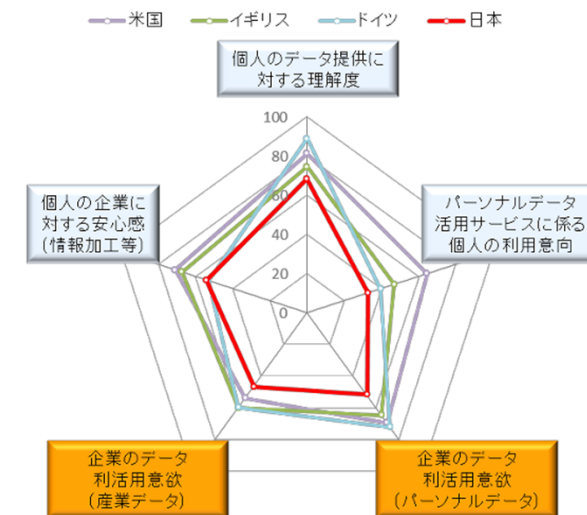 米国 イギリス ドイツ 日本
個人のデータ提供に
対する理解度
100
80
60
40
20
0
個人の企業に
対する安心感
(情報加工等)
パーソナルデータ
活用サービスに係る
個人の利用意向
企業のデータ
利活用意欲
(産業データ)
企業のデータ
利活用意欲
(パーソナルデータ)